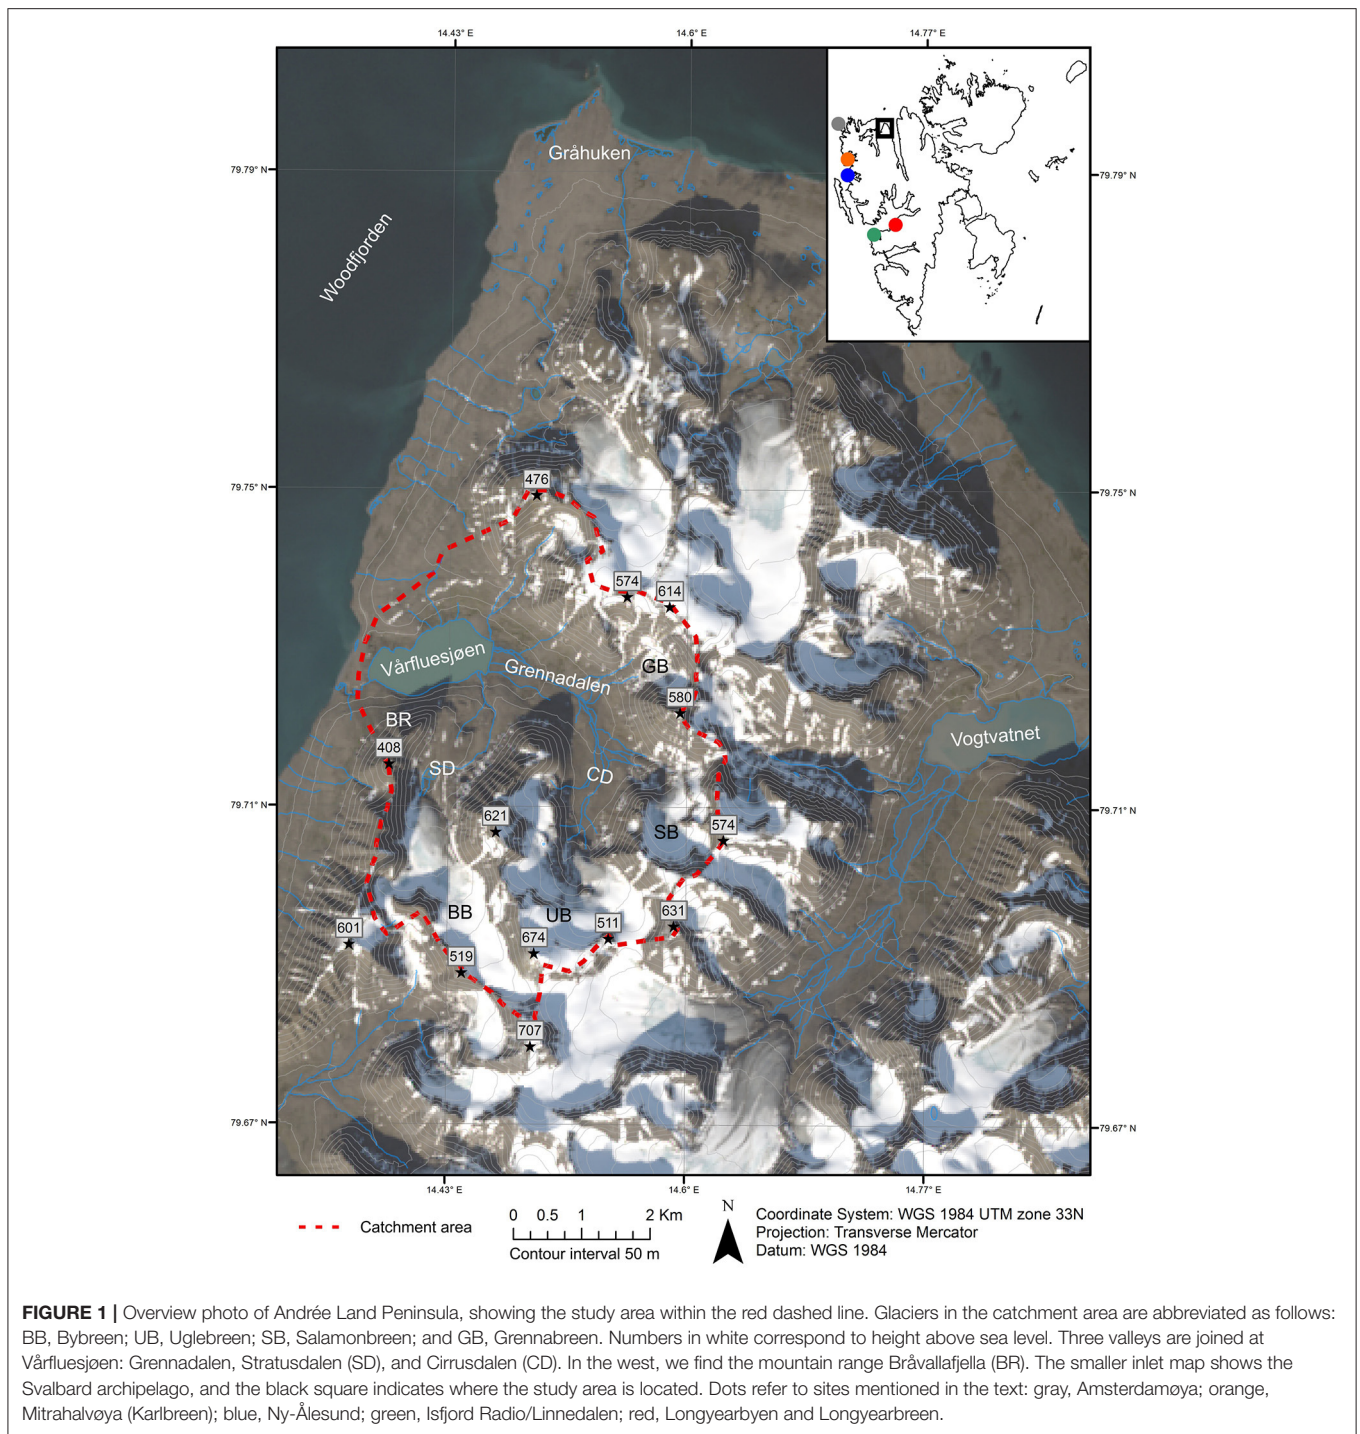 14.43° E
14.6° E
14.77° E
Gråhuken
79.79° N
79.79° N
Woodfjorden
476
79.75° N
79.75° N
574
614
Vårfluesjøen
Grennadalen
GB
580
BR
Vogtvatnet
408
SD
CD
79.71° N
79.71° N
621
574
SB
BB
UB
631
601
511
674
519
707
79.67° N
79.67° N
14.43° E
14.6° E
14.77° E
Catchment area
0 0.5 1 2 Km
Contour interval 50 m
N
Coordinate System: WGS 1984 UTM zone 33N
Projection: Transverse Mercator
Datum: WGS 1984
FIGURE 1 | Overview photo of Andrée Land Peninsula, showing the study area within the red dashed line. Glaciers in the catchment area are abbreviated as follows:
BB, Bybreen; UB, Uglebreen; SB, Salamonbreen; and GB, Grennabreen. Numbers in white correspond to height above sea level. Three valleys are joined at
Vårfluesjøen: Grennadalen, Stratusdalen (SD), and Cirrusdalen (CD). In the west, we find the mountain range Bråvallafjella (BR). The smaller inlet map shows the
Svalbard archipelago, and the black square indicates where the study area is located. Dots refer to sites mentioned in the text: gray, Amsterdamøya; orange,
Mitrahalvøya (Karlbreen); blue, Ny-Ålesund; green, Isfjord Radio/Linnedalen; red, Longyearbyen and Longyearbreen.